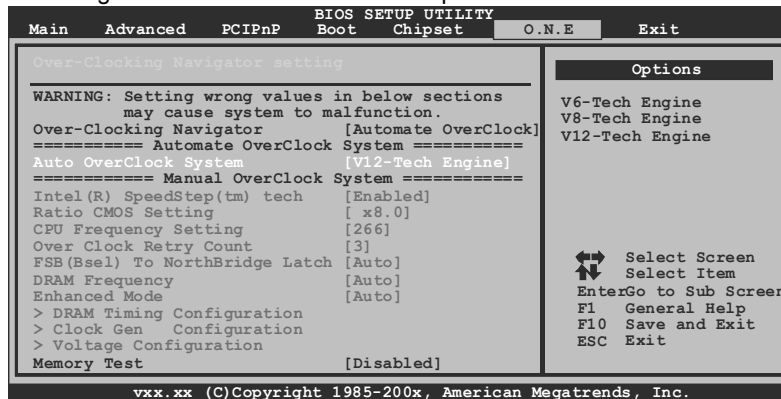 BIOS SETUP UTILITY
Main Advanced PCIPnP Boot Chipset O.N.E Exit
Over-Clocking Navigator setting
WARNING: Setting wrong values in below sections
may cause system to malfunction.
Over-Clocking Navigator [Automate OverClock]
=========== Automate OverClock System ===========
Auto OverClock System [V12-Tech Engine]
============ Manual OverClock System ============
Intel(R) SpeedStep(tm) tech [Enabled]
Ratio CMOS Setting [ x8.0]
CPU Frequency Setting [266]
Over Clock Retry Count [3]
FSB(Bsel) To NorthBridge Latch [Auto]
DRAM Frequency [Auto]
Enhanced Mode [Auto]
> DRAM Timing Configuration
> Clock Gen Configuration
> Voltage Configuration
Memory Test [Disabled]
Options
V6-Tech Engine
V8-Tech Engine
V12-Tech Engine
Select Screen
Select Item
EnterGo to Sub Screen
F1 General Help
F10 Save and Exit
ESC Exit
vxx.xx (C)Copyright 1985-200x, American Megatrends, Inc.